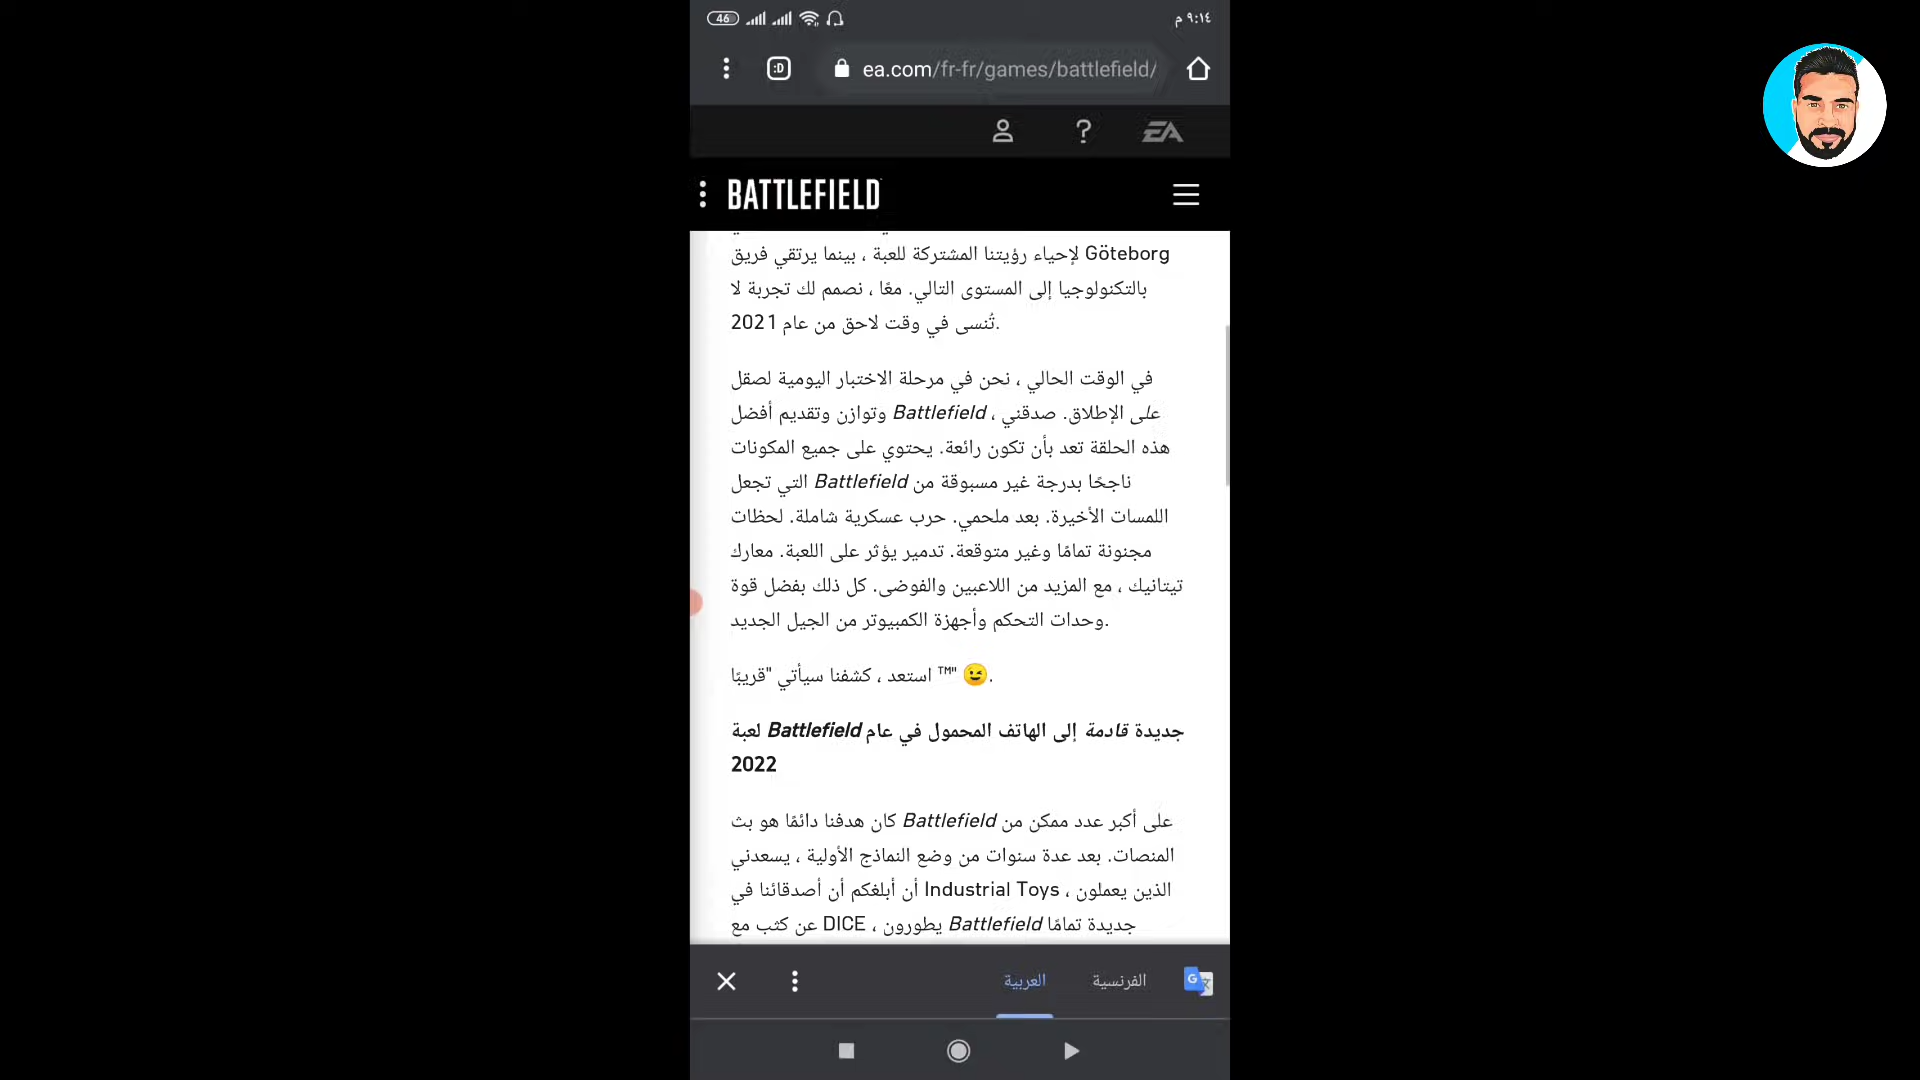 46
٩:١٤ م
:D
ea.com/fr-fr/games/battlefield/
?
EA
BATTLEFIELD
لإحياء رؤيتنا المشتركة للعبة ، بينما يرتقي فريق Göteborg
بالتكنولوجيا إلى المستوى التالي. معًا ، نصمم لك تجربة لا
تُنسى في وقت لاحق من عام 2021.
في الوقت الحالي ، نحن في مرحلة الاختبار اليومية لصقل
وتوازن وتقديم أفضل Battlefield على الإطلاق. صدقني ،
هذه الحلقة تعد بأن تكون رائعة. يحتوي على جميع المكونات
التي تجعل Battlefield ناجحًا بدرجة غير مسبوقة من
اللمسات الأخيرة. بعد ملحمي. حرب عسكرية شاملة. لحظات
مجنونة تمامًا وغير متوقعة. تدمير يؤثر على اللعبة. معارك
تيتانيك ، مع المزيد من اللاعبين والفوضى. كل ذلك بفضل قوة
وحدات التحكم وأجهزة الكمبيوتر من الجيل الجديد.
استعد ، كشفنا سيأتي "قريبًا ™" 😉.
لعبة Battlefield جديدة قادمة إلى الهاتف المحمول في عام
2022
كان هدفنا دائمًا هو بث Battlefield على أكبر عدد ممكن من
المنصات. بعد عدة سنوات من وضع النماذج الأولية ، يسعدني
أن أبلغكم أن أصدقائنا في Industrial Toys ، الذين يعملون
عن كثب مع DICE ، يطورون Battlefield جديدة تمامًا
العربية
الفرنسية